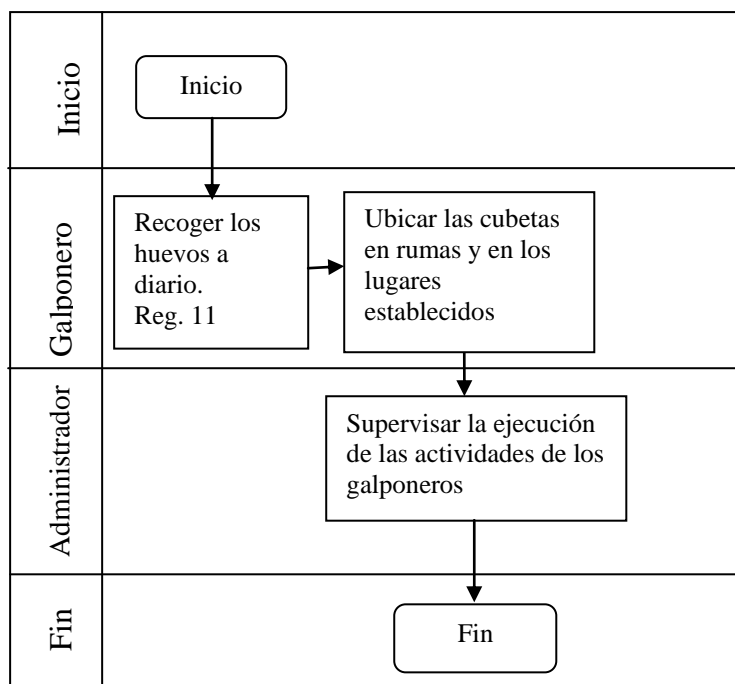 Inicio
Inicio
Galponero
Recoger los
huevos a
diario.
Reg. 11
Ubicar las cubetas
en rumas y en los
lugares
establecidos
Administrador
Supervisar la ejecución
de las actividades de los
galponeros
Fin
Fin